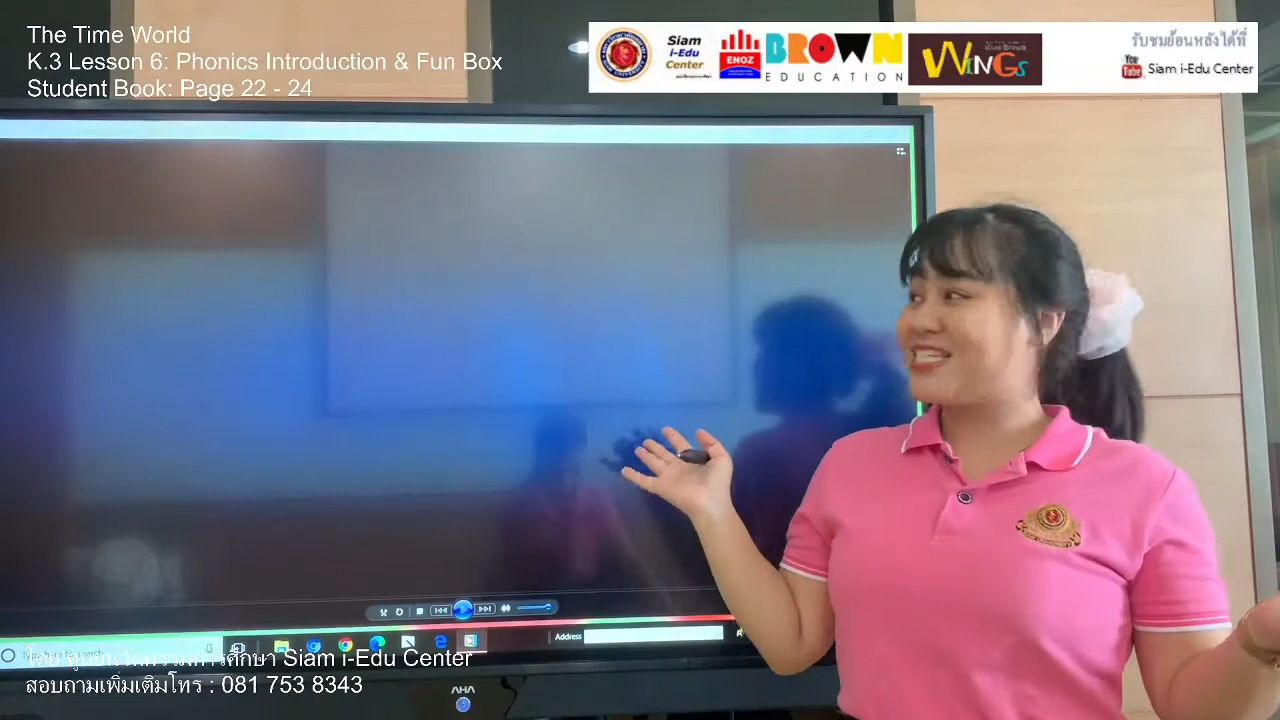 The Time World
K.3 Lesson 6: Phonics Introduction & Fun Box
Student Book: Page 22 - 24
Siam
i-Edu
Center
ENOZ
BROWN
EDUCATION
WiNGs
รับชมย้อนหลังได้ที่
You Tube Siam i-Edu Center
Address
Siam i-Edu Center
สอบถามเพิ่มเติมโทร : 081 753 8343
AHA